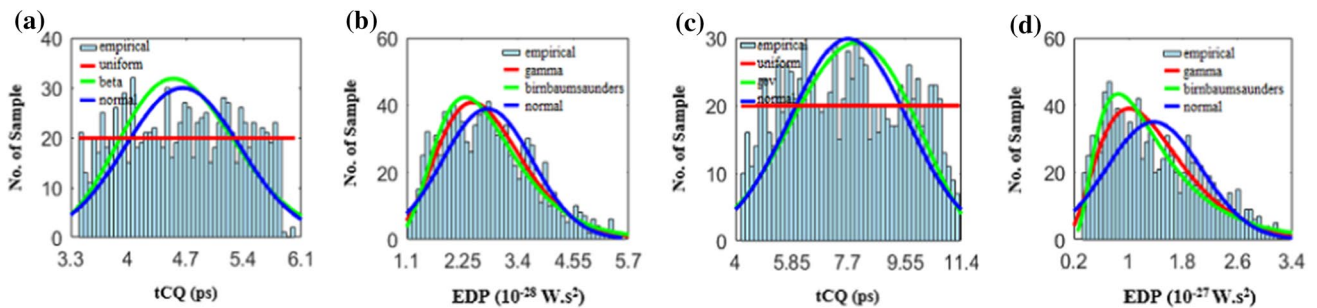 (a)
40
30
20
10
0
No. of Sample
empirical
uniform
beta
normal
3.3 4 4.7 5.4 6.1
tCQ (ps)
(b)
60
40
20
0
No. of Sample
empirical
gamma
birnbaumsaunders
normal
1.1 2.25 3.4 4.55 5.7
EDP (10⁻²⁸ W.s²)
(c)
30
20
10
0
No. of Sample
empirical
uniform
gev
normal
4 5.85 7.7 9.55 11.4
tCQ (ps)
(d)
60
40
20
0
No. of Sample
empirical
gamma
birnbaumsaunders
normal
0.2 1 1.8 2.6 3.4
EDP (10⁻²⁷ W.s²)